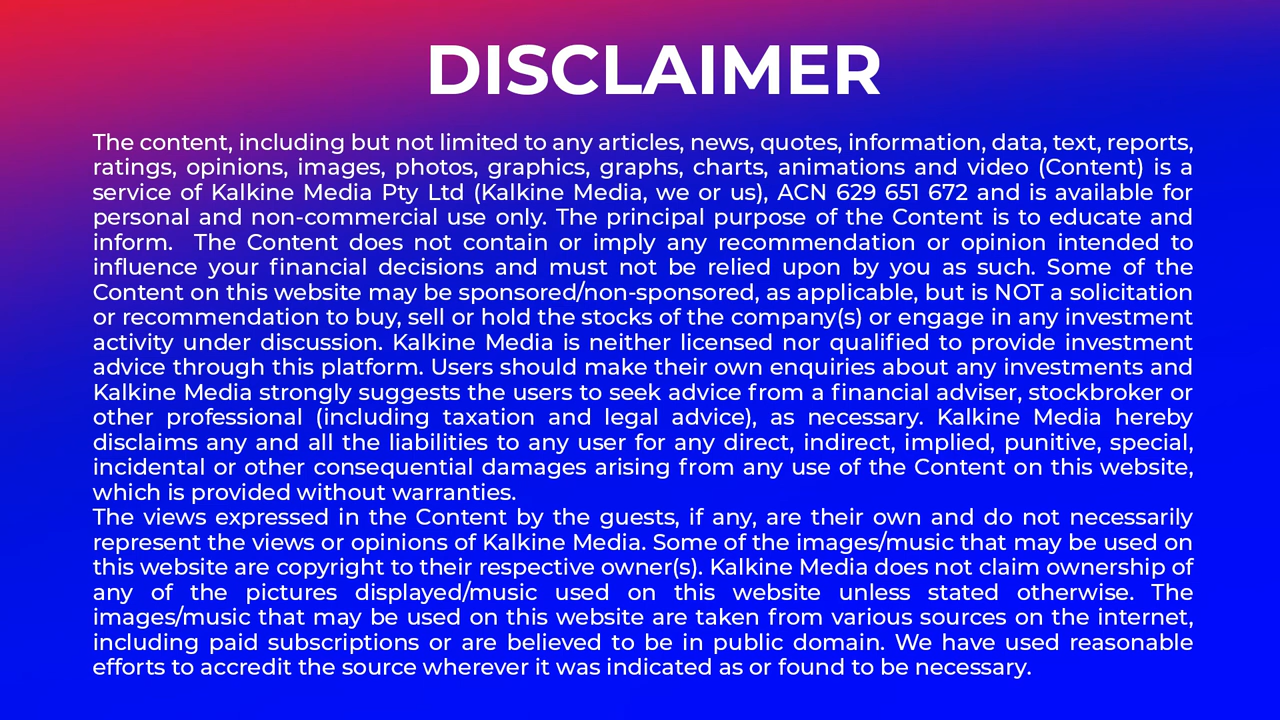 DISCLAIMER
The content, including but not limited to any articles, news, quotes, information, data, text, reports,
ratings, opinions, images, photos, graphics, graphs, charts, animations and video (Content) is a
service of Kalkine Media Pty Ltd (Kalkine Media, we or us), ACN 629 651 672 and is available for
personal and non-commercial use only. The principal purpose of the Content is to educate and
inform.  The Content does not contain or imply any recommendation or opinion intended to
influence your financial decisions and must not be relied upon by you as such. Some of the
Content on this website may be sponsored/non-sponsored, as applicable, but is NOT a solicitation
or recommendation to buy, sell or hold the stocks of the company(s) or engage in any investment
activity under discussion. Kalkine Media is neither licensed nor qualified to provide investment
advice through this platform. Users should make their own enquiries about any investments and
Kalkine Media strongly suggests the users to seek advice from a financial adviser, stockbroker or
other professional (including taxation and legal advice), as necessary. Kalkine Media hereby
disclaims any and all the liabilities to any user for any direct, indirect, implied, punitive, special,
incidental or other consequential damages arising from any use of the Content on this website,
which is provided without warranties.
The views expressed in the Content by the guests, if any, are their own and do not necessarily
represent the views or opinions of Kalkine Media. Some of the images/music that may be used on
this website are copyright to their respective owner(s). Kalkine Media does not claim ownership of
any of the pictures displayed/music used on this website unless stated otherwise. The
images/music that may be used on this website are taken from various sources on the internet,
including paid subscriptions or are believed to be in public domain. We have used reasonable
efforts to accredit the source wherever it was indicated as or found to be necessary.